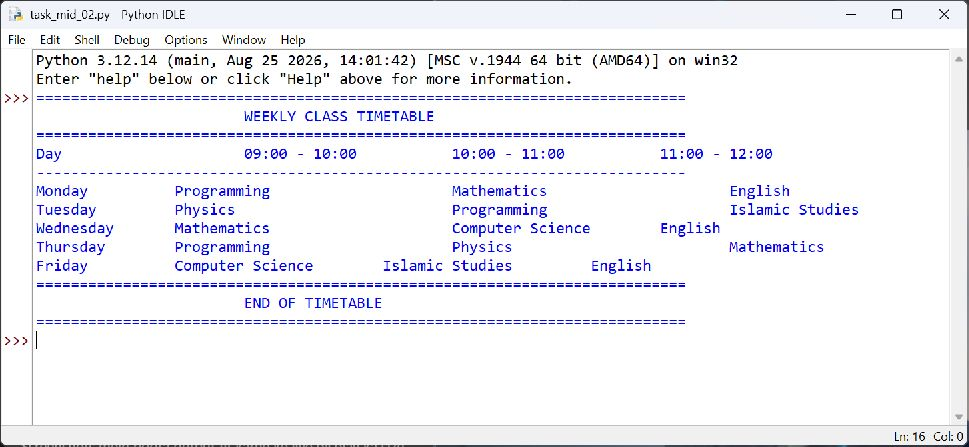 task_mid_02.py   Python IDLE
File  Edit  Shell  Debug  Options  Window  Help
Python 3.12.14 (main, Aug 25 2026, 14:01:42) [MSC v.1944 64 bit (AMD64)] on win32
Enter "help" below or click "Help" above for more information.
>>> ===========================================================================
                        WEEKLY CLASS TIMETABLE
===========================================================================
Day                     09:00 - 10:00           10:00 - 11:00           11:00 - 12:00
---------------------------------------------------------------------------
Monday          Programming                     Mathematics                     English
Tuesday         Physics                         Programming                     Islamic Studies
Wednesday       Mathematics                     Computer Science        English
Thursday        Programming                     Physics                         Mathematics
Friday          Computer Science        Islamic Studies         English
===========================================================================
                        END OF TIMETABLE
===========================================================================
>>>
Ln: 16  Col: 0